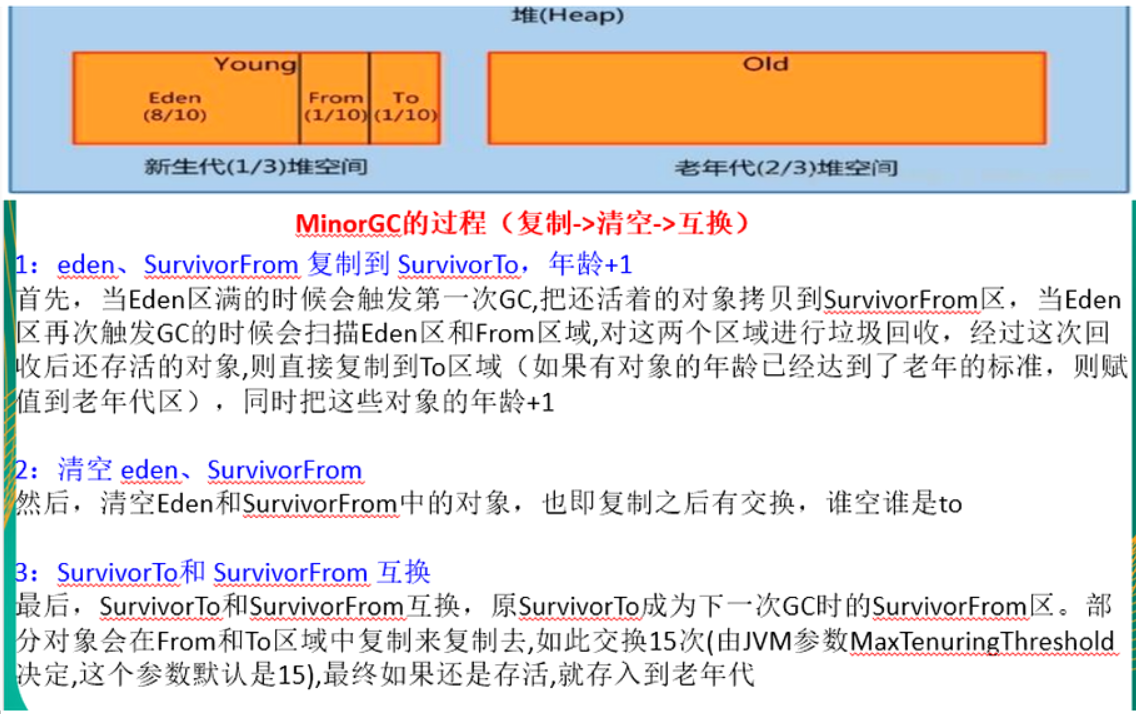 堆(Heap)
Young
Old
Eden
From
To
(8/10)
(1/10)
(1/10)
新生代(1/3)堆空间
老年代(2/3)堆空间
MinorGC的过程（复制->清空->互换）
1：eden、SurvivorFrom 复制到 SurvivorTo，年龄+1
首先，当Eden区满的时候会触发第一次GC,把还活着的对象拷贝到SurvivorFrom区，当Eden
区再次触发GC的时候会扫描Eden区和From区域,对这两个区域进行垃圾回收，经过这次回
收后还存活的对象,则直接复制到To区域（如果有对象的年龄已经达到了老年的标准，则赋
值到老年代区），同时把这些对象的年龄+1
2：清空 eden、SurvivorFrom
然后，清空Eden和SurvivorFrom中的对象，也即复制之后有交换，谁空谁是to
3：SurvivorTo和 SurvivorFrom 互换
最后，SurvivorTo和SurvivorFrom互换，原SurvivorTo成为下一次GC时的SurvivorFrom区。部
分对象会在From和To区域中复制来复制去,如此交换15次(由JVM参数MaxTenuringThreshold
决定,这个参数默认是15),最终如果还是存活,就存入到老年代